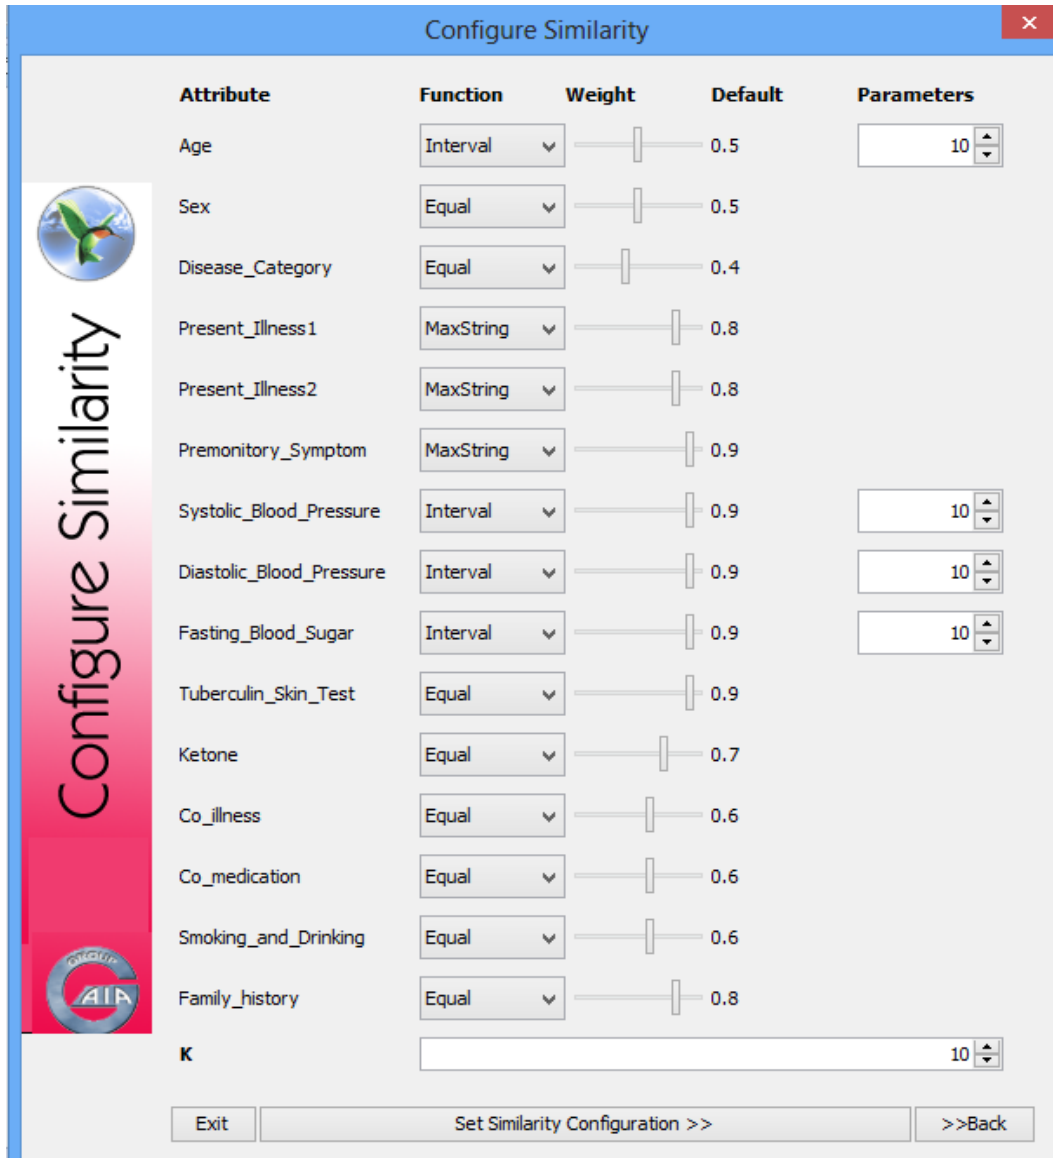 Configure Similarity
Attribute Function Weight Default Parameters
Age Interval 0.5 10
Sex Equal 0.5
Disease_Category Equal 0.4
Present_Illness1 MaxString 0.8
Present_Illness2 MaxString 0.8
Premonitory_Symptom MaxString 0.9
Systolic_Blood_Pressure Interval 0.9 10
Diastolic_Blood_Pressure Interval 0.9 10
Fasting_Blood_Sugar Interval 0.9 10
Tuberculin_Skin_Test Equal 0.9
Ketone Equal 0.7
Co_illness Equal 0.6
Co_medication Equal 0.6
Smoking_and_Drinking Equal 0.6
Family_history Equal 0.8
K 10
Exit Set Similarity Configuration >> >>Back
Configure Similarity
GROUP
GAIA